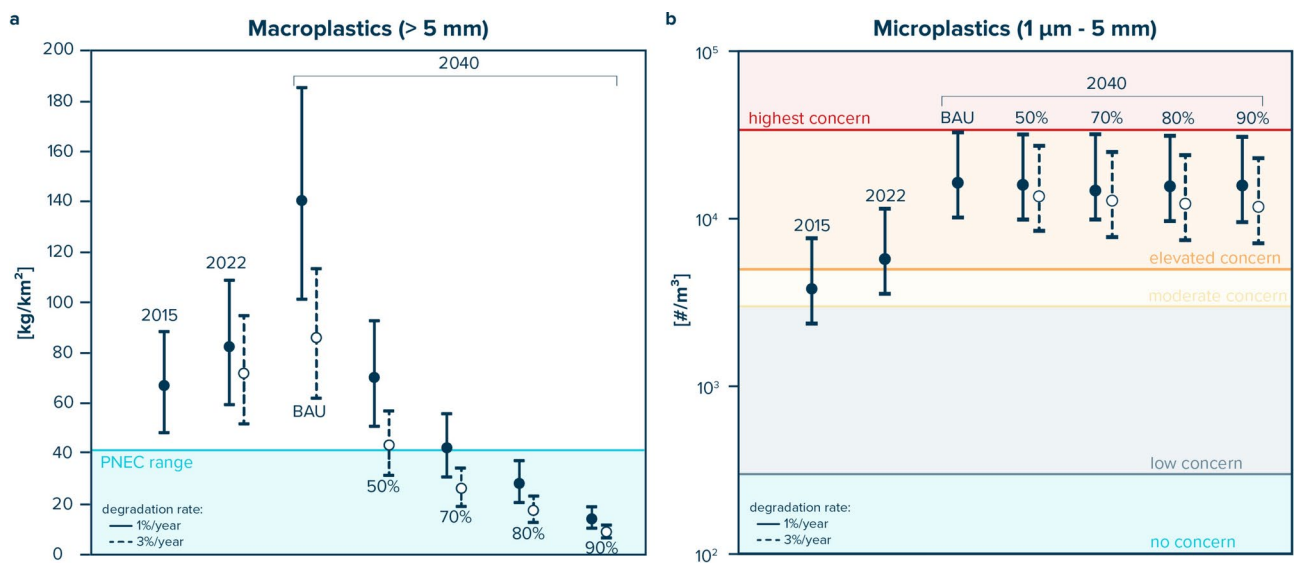 a
Macroplastics (> 5 mm)
200
180
160
140
120
100
80
60
40
20
0
[kg/km²]
2040
2015
2022
BAU
50%
70%
80%
90%
PNEC range
degradation rate:
1%/year
3%/year
b
Microplastics (1 µm - 5 mm)
10⁵
10⁴
10³
10²
[#/m³]
2040
BAU 50% 70% 80% 90%
highest concern
2015
2022
elevated concern
moderate concern
low concern
no concern
degradation rate:
1%/year
3%/year